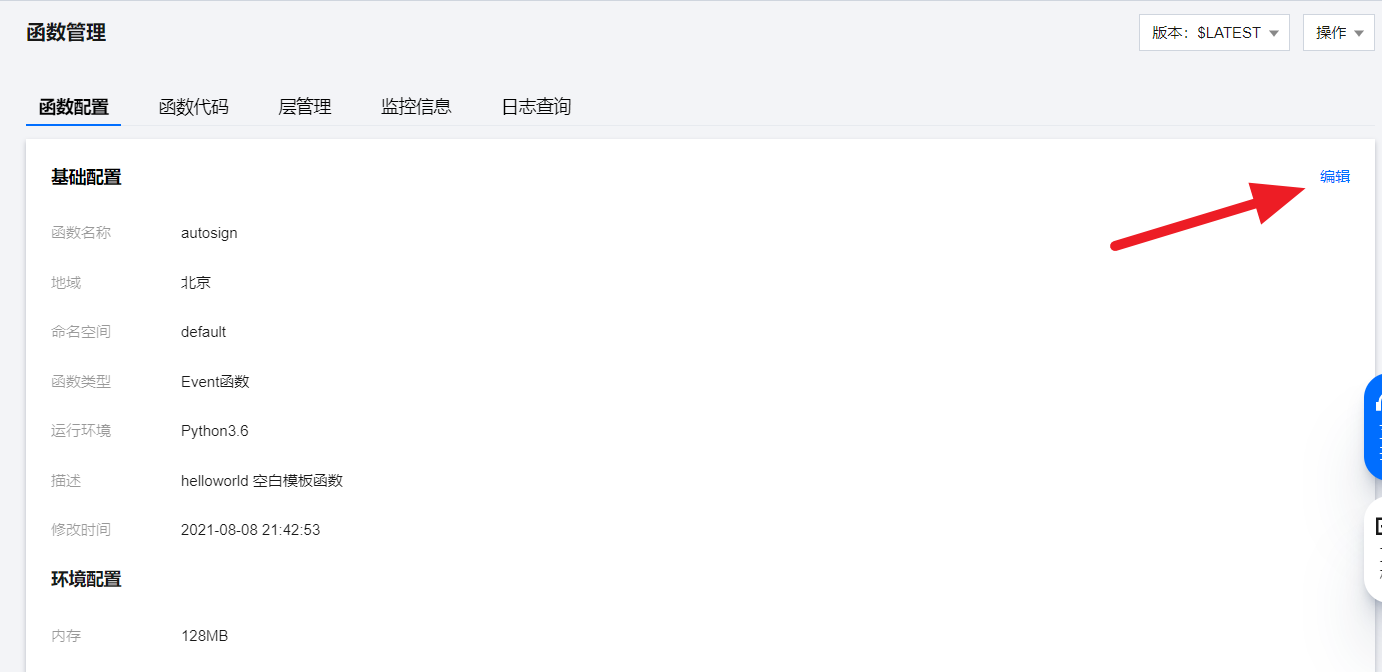 函数管理
版本：$LATEST
操作
函数配置
函数代码
层管理
监控信息
日志查询
基础配置
编辑
函数名称 autosign
地域 北京
命名空间 default
函数类型 Event函数
运行环境 Python3.6
描述 helloworld 空白模板函数
修改时间 2021-08-08 21:42:53
环境配置
内存 128MB